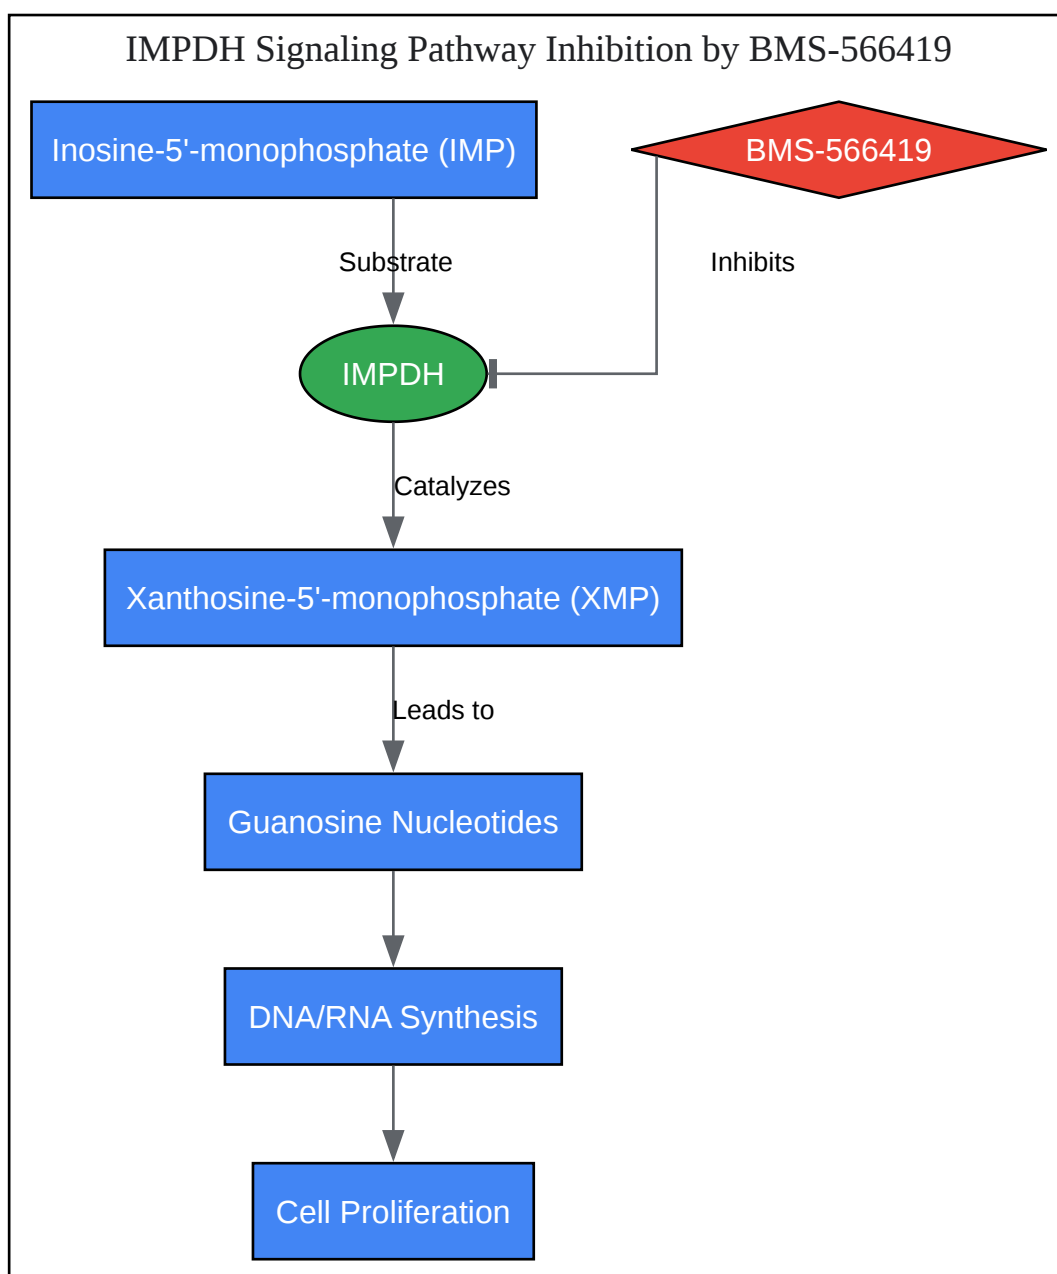 IMPDH Signaling Pathway Inhibition by BMS-566419
Inosine-5'-monophosphate (IMP)
BMS-566419
Substrate
Inhibits
IMPDH
Catalyzes
Xanthosine-5'-monophosphate (XMP)
Leads to
Guanosine Nucleotides
DNA/RNA Synthesis
Cell Proliferation